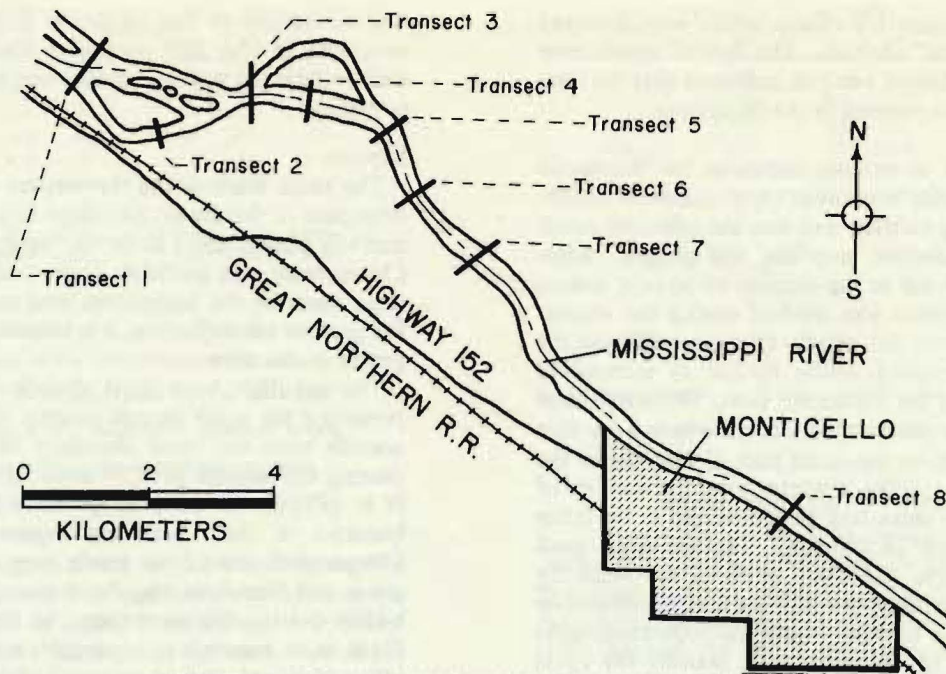 Transect 3
Transect 4
Transect 5
Transect 2
Transect 6
Transect 7
Transect 1
N
S
HIGHWAY 152
GREAT NORTHERN R.R.
MISSISSIPPI RIVER
MONTICELLO
Transect 8
0 2 4
KILOMETERS